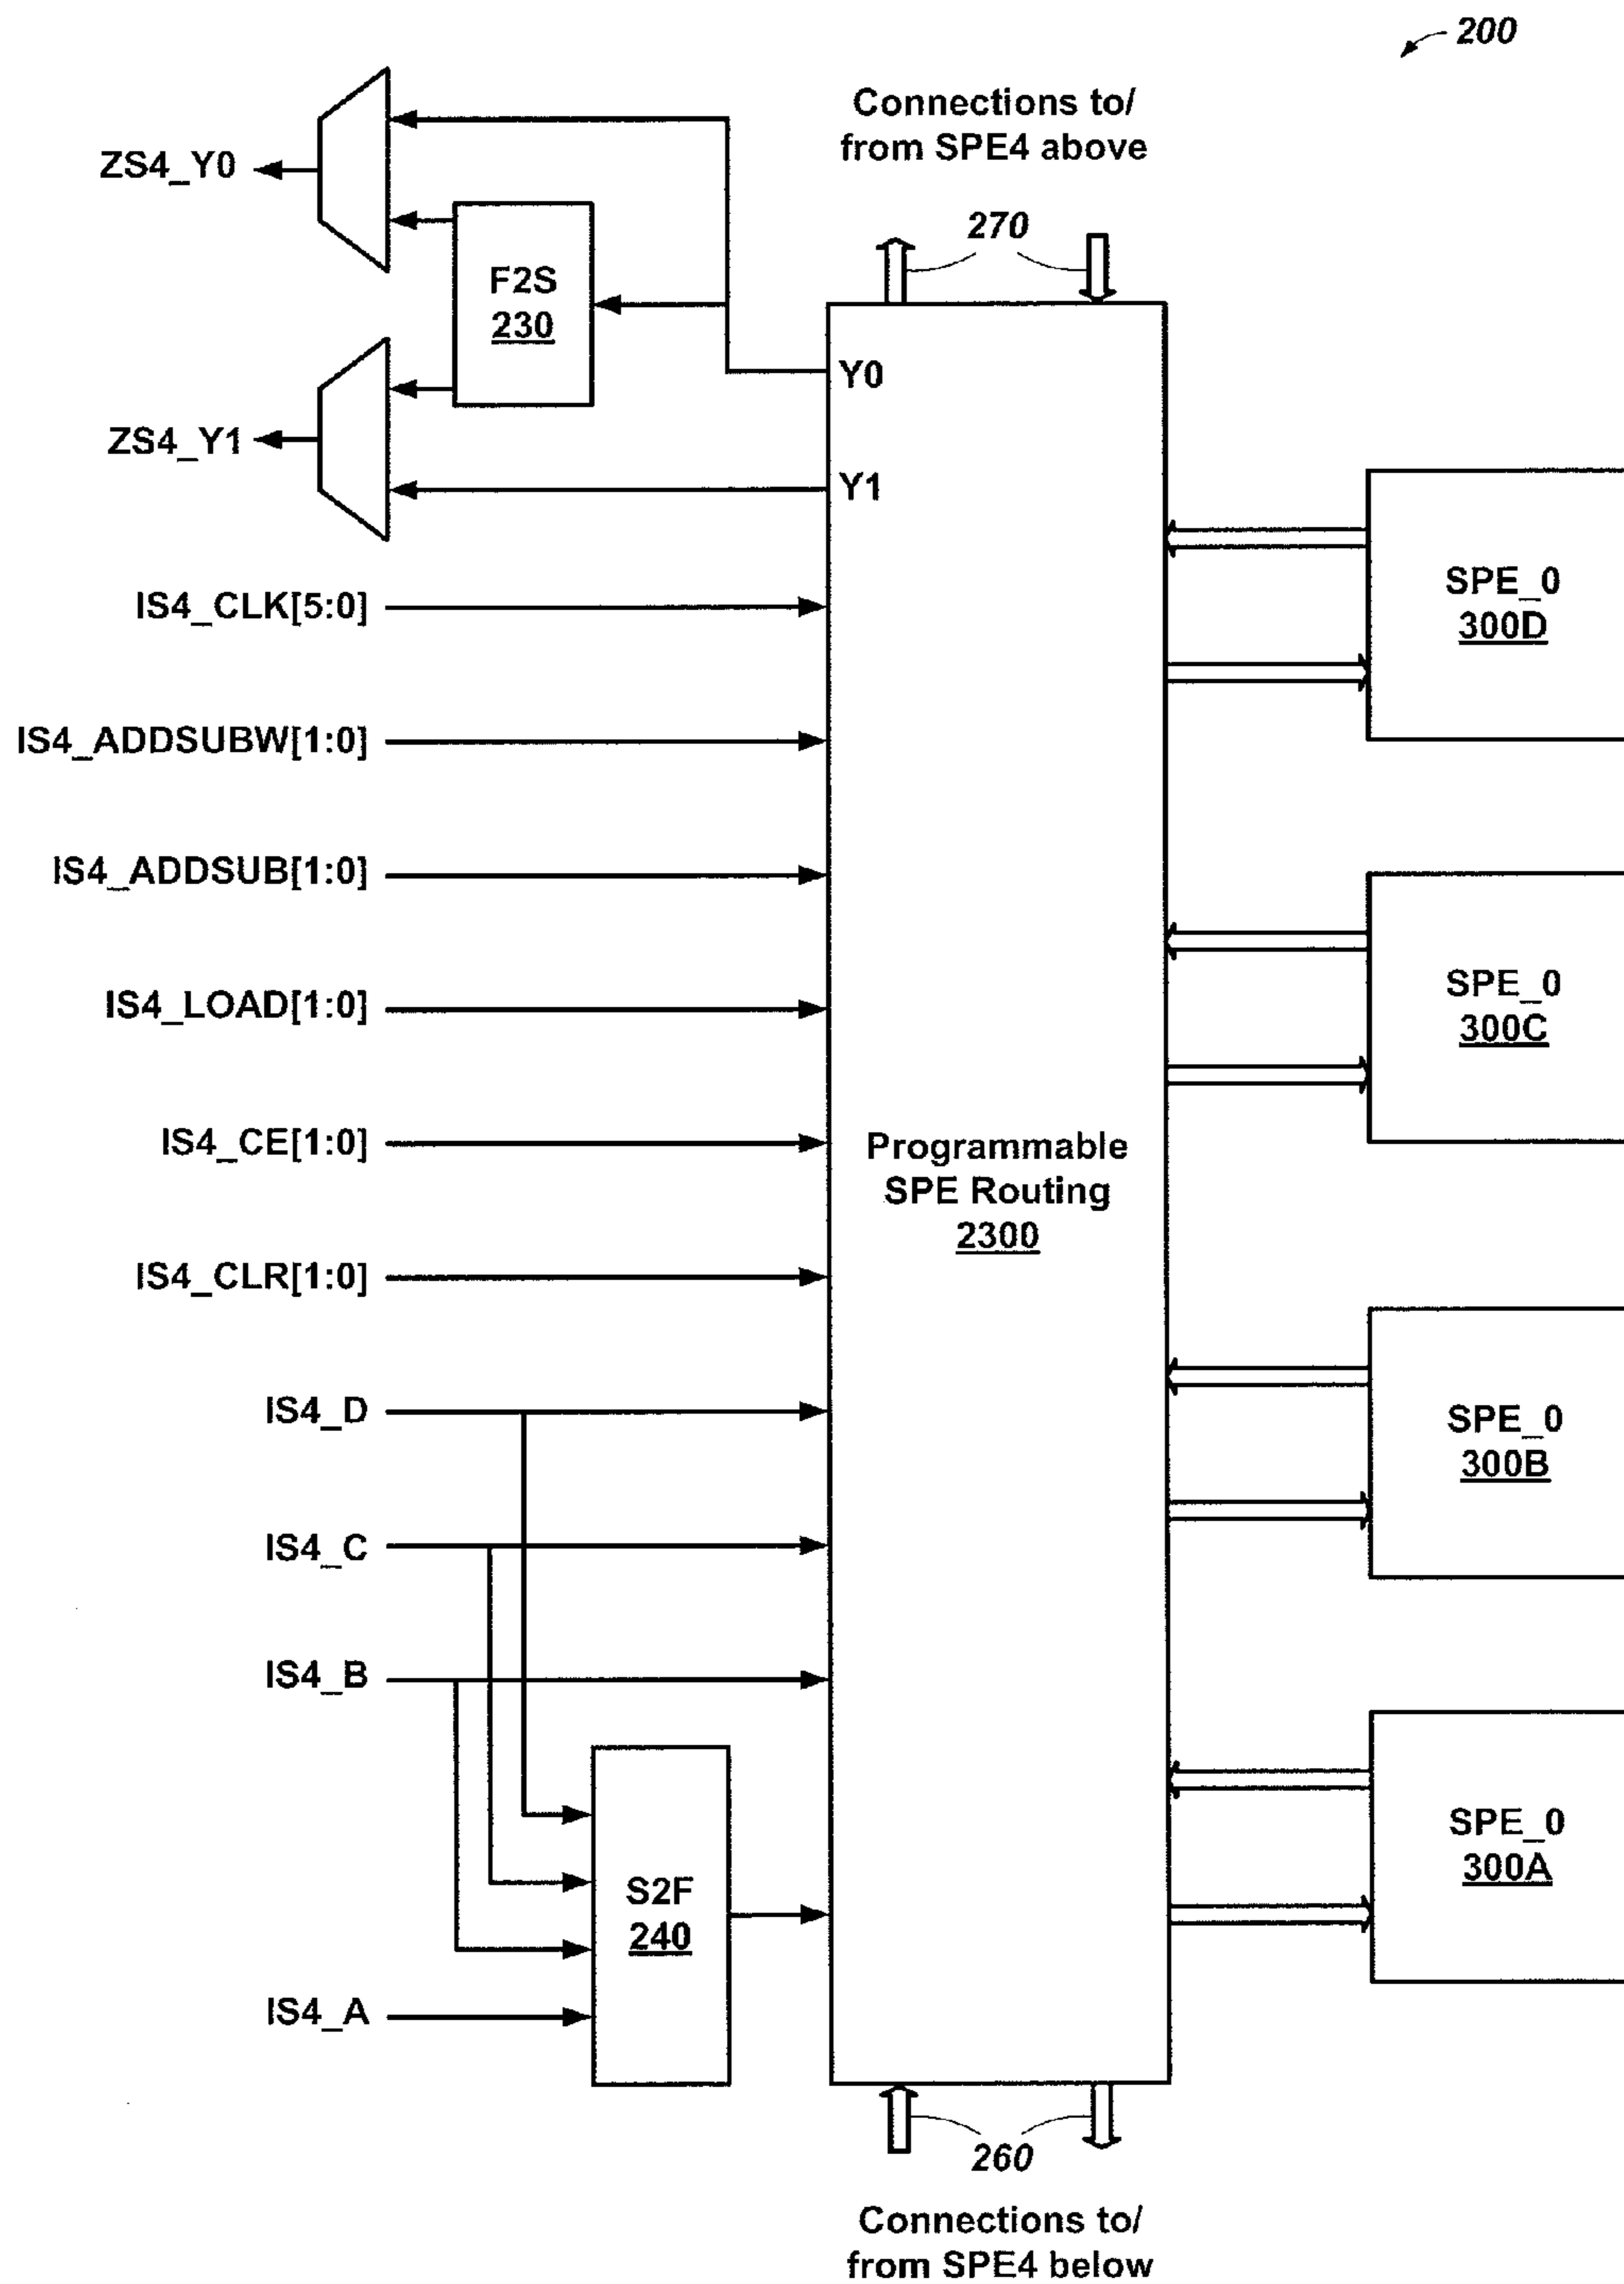 200
Connections to/
from SPE4 above
ZS4_Y0
270
F2S
230
Y0
ZS4_Y1
Y1
IS4_CLK[5:0]
SPE_0
300D
IS4_ADDSUBW[1:0]
IS4_ADDSUB[1:0]
IS4_LOAD[1:0]
SPE_0
300C
IS4_CE[1:0]
Programmable
SPE Routing
2300
IS4_CLR[1:0]
IS4_D
SPE_0
300B
IS4_C
IS4_B
SPE_0
300A
S2F
240
IS4_A
260
Connections to/
from SPE4 below